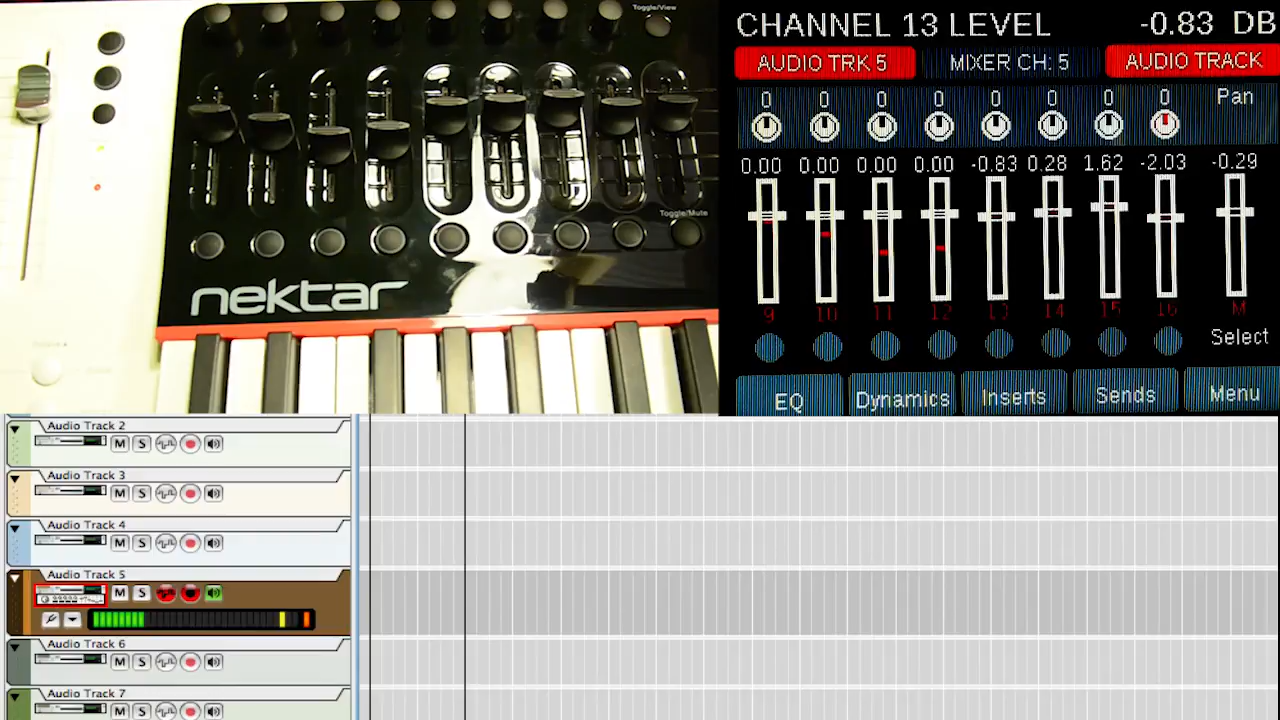 Toggle/View
Toggle/Mute
nektar
CHANNEL 13 LEVEL -0.83 DB
AUDIO TRK 5 MIXER CH: 5 AUDIO TRACK
0 0 0 0 0 0 0 0 Pan
0.00 0.00 0.00 0.00 -0.83 0.28 1.62 -2.03 -0.29
9 10 11 12 13 14 15 16 M
Select
EQ Dynamics Inserts Sends Menu
Audio Track 2
M S
Audio Track 3
M S
Audio Track 4
M S
Audio Track 5
M S
Audio Track 6
M S
Audio Track 7
M S